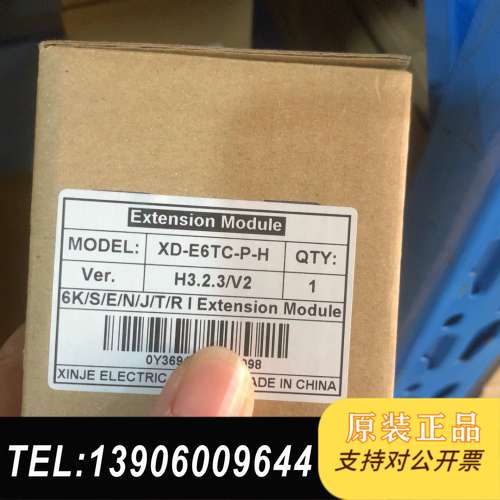 Extension Module
MODEL: XD-E6TC-P-H QTY:
Ver. H3.2.3/V2 1
6K/S/E/N/J/T/R I Extension Module
XINJE ELECTRIC MADE IN CHINA
TEL:13906009644
原装正品
支持对公开票